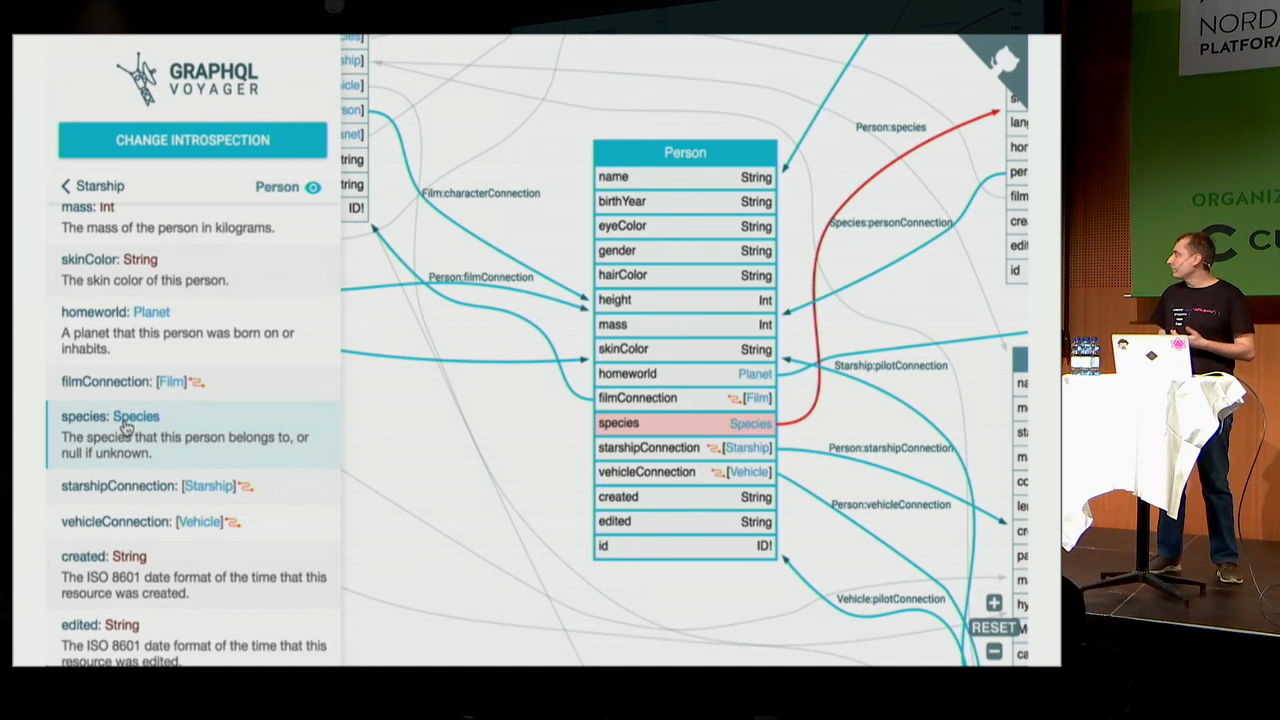 GRAPHQL
VOYAGER
CHANGE INTROSPECTION
Starship
Person
mass: Int
The mass of the person in kilograms.
skinColor: String
The skin color of this person.
homeworld: Planet
A planet that this person was born on or
inhabits.
filmConnection: [Film]
species: Species
The species that this person belongs to, or
null if unknown.
starshipConnection: [Starship]
vehicleConnection: [Vehicle]
created: String
The ISO 8601 date format of the time that this
resource was created.
edited: String
The ISO 8601 date format of the time that this
resource was edited.
ID!
Film:characterConnection
Person:filmConnection
Person
name String
birthYear String
eyeColor String
gender String
hairColor String
height Int
mass Int
skinColor String
homeworld Planet
filmConnection [Film]
species Species
starshipConnection [Starship]
vehicleConnection [Vehicle]
created String
edited String
id ID!
Person:species
Species:personConnection
Starship:pilotConnection
Person:starshipConnection
Person:vehicleConnection
Vehicle:pilotConnection
id
RESET
NORD
PLATFOR
ORGANIZ